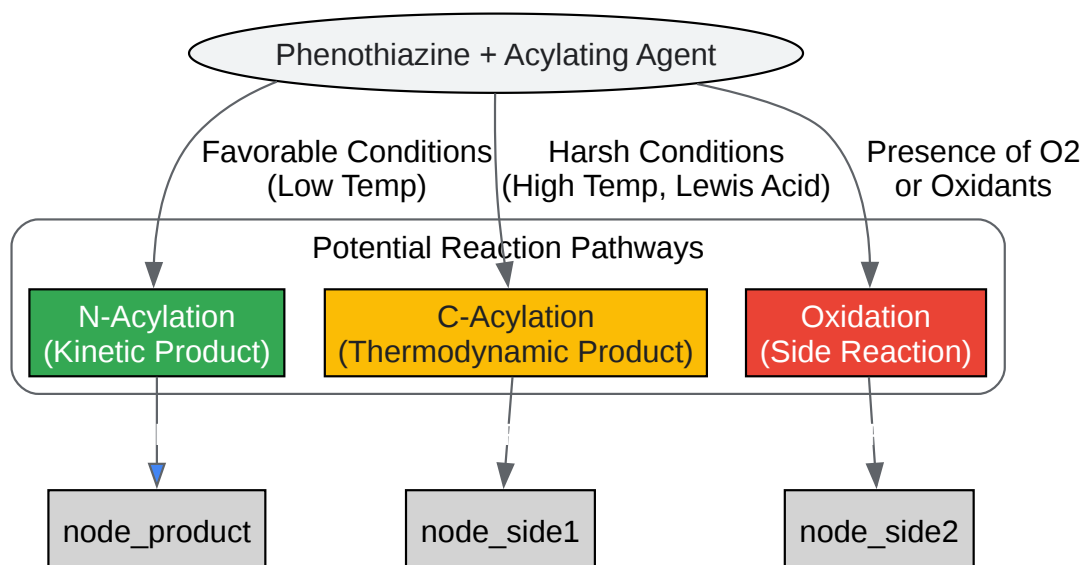 Phenothiazine + Acylating Agent
Favorable Conditions
(Low Temp)
Harsh Conditions
(High Temp, Lewis Acid)
Presence of O2
or Oxidants
Potential Reaction Pathways
N-Acylation
(Kinetic Product)
C-Acylation
(Thermodynamic Product)
Oxidation
(Side Reaction)
node_product
node_side1
node_side2